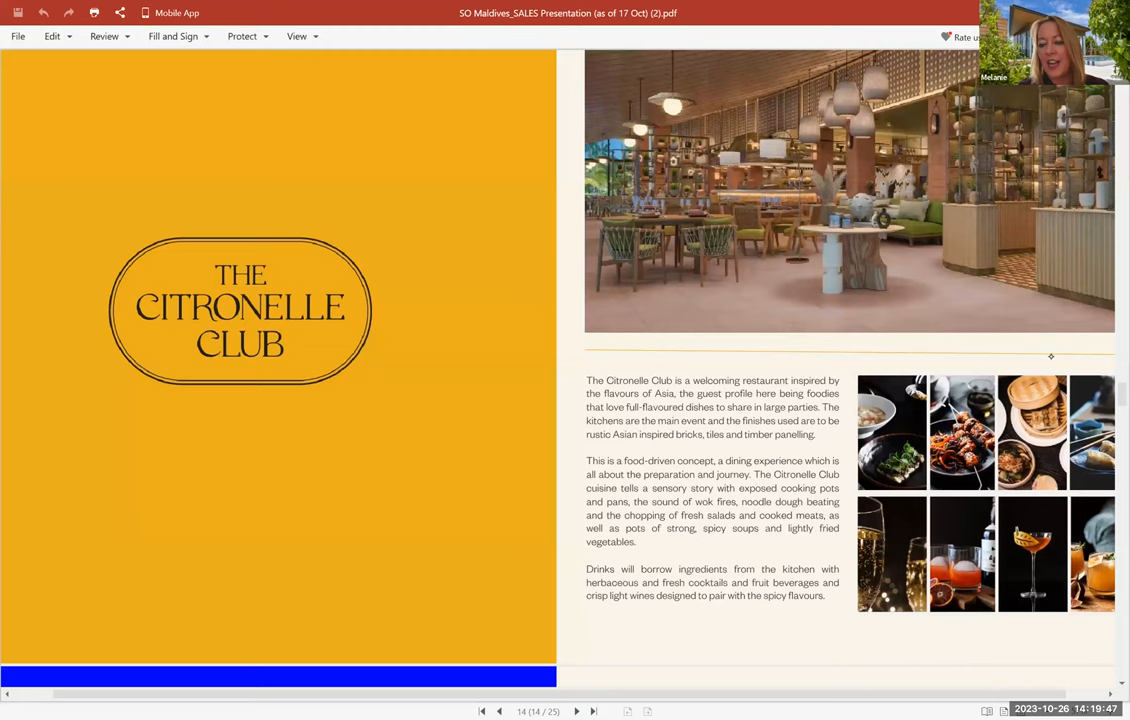 Mobile App
SO Maldives_SALES Presentation (as of 17 Oct) (2).pdf
File Edit Review Fill and Sign Protect View
Rate us
Melanie
THE
CITRONELLE
CLUB
The Citronelle Club is a welcoming restaurant inspired by
the flavours of Asia, the guest profile here being foodies
that love full-flavoured dishes to share in large parties. The
kitchens are the main event and the finishes used are to be
rustic Asian inspired bricks, tiles and timber panelling.
This is a food-driven concept, a dining experience which is
all about the preparation and journey. The Citronelle Club
cuisine tells a sensory story with exposed cooking pots
and pans, the sound of wok fires, noodle dough beating
and the chopping of fresh salads and cooked meats, as
well as pots of strong, spicy soups and lightly fried
vegetables.
Drinks will borrow ingredients from the kitchen with
herbaceous and fresh cocktails and fruit beverages and
crisp light wines designed to pair with the spicy flavours.
14 (14 / 25)
2023-10-26 14:19:47